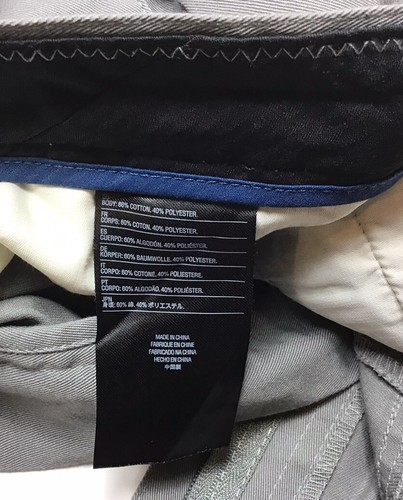 BODY: 60% COTTON, 40% POLYESTER.
FR
CORPS: 60% COTON, 40% POLYESTER.
ES
CUERPO: 60% ALGODÓN, 40% POLIÉSTER.
DE
KÖRPER: 60% BAUMWOLLE, 40% POLYESTER.
IT
CORPO: 60% COTONE, 40% POLIESTERE.
PT
CORPO: 60% ALGODÃO, 40% POLIÉSTER.
JPN
身頃: 60% 綿, 40% ポリエステル.
MADE IN CHINA
FABRIQUE EN CHINE
FABRICADO NA CHINA
HECHO EN CHINA
中国製